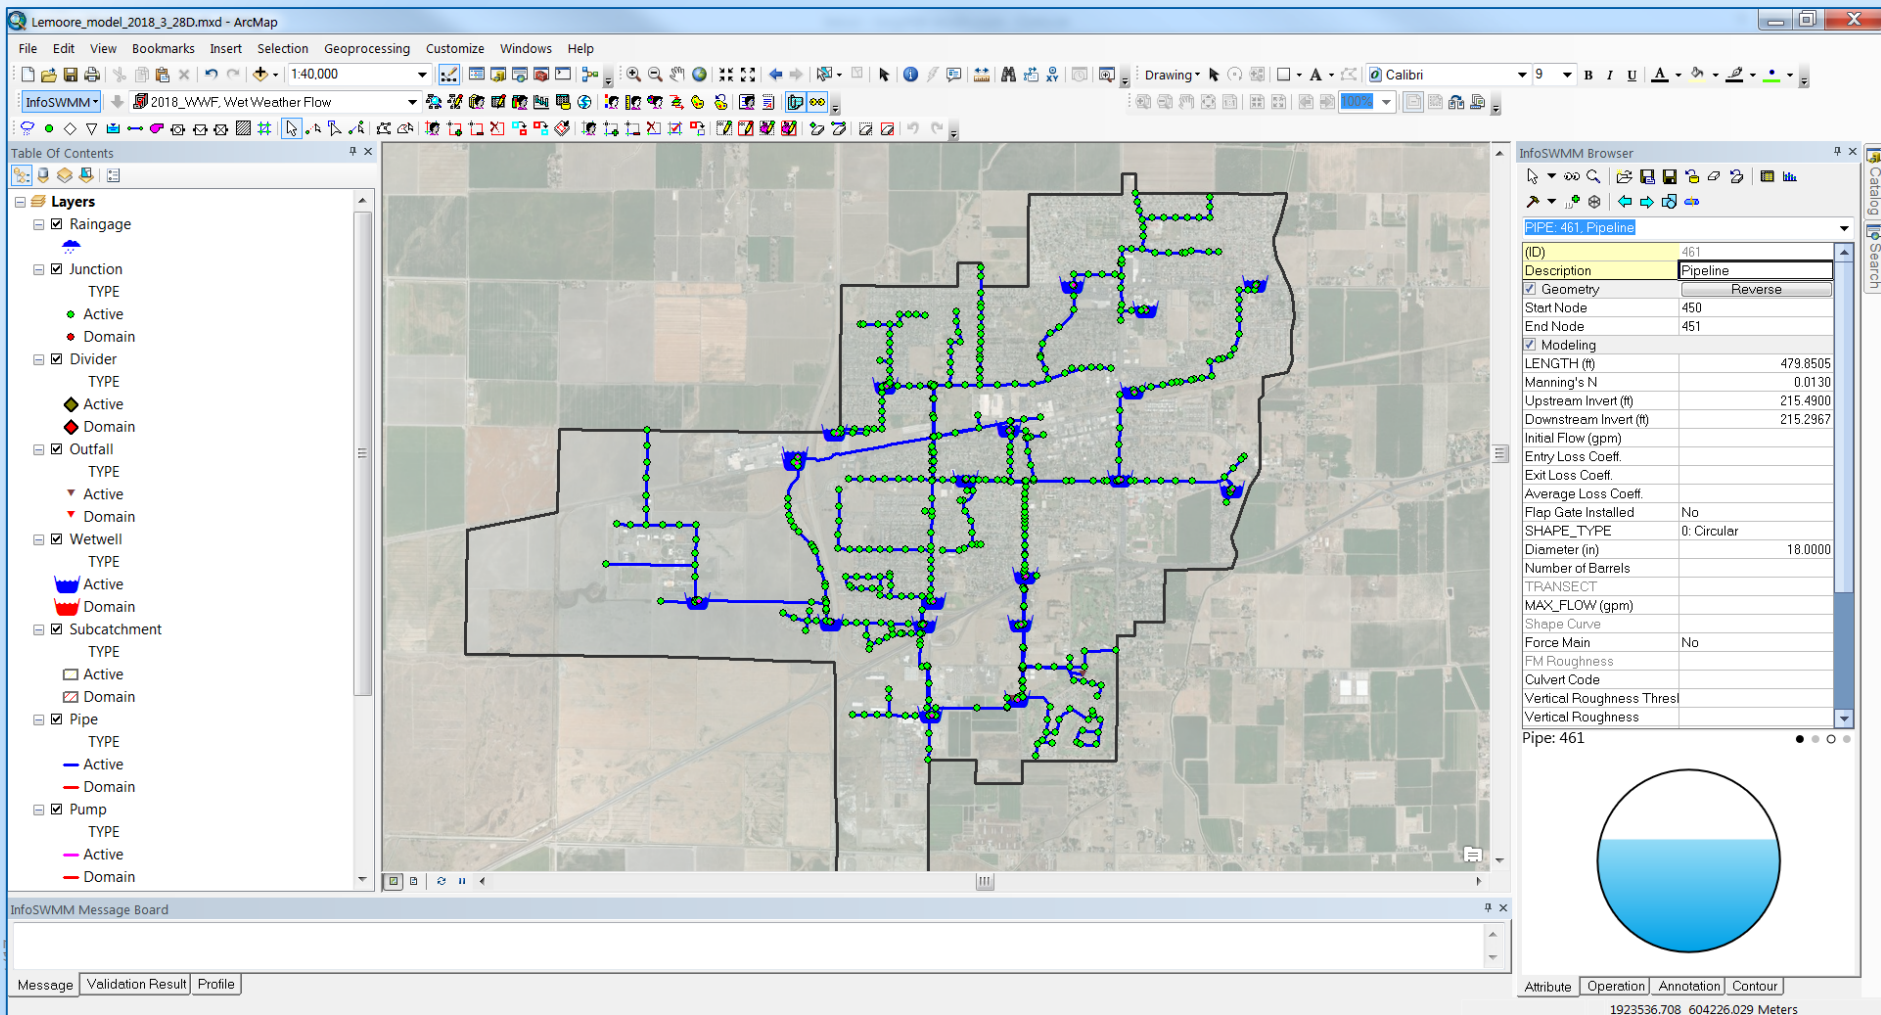 Lemoore_model_2018_3_28D.mxd - ArcMap
File Edit View Bookmarks Insert Selection Geoprocessing Customize Windows Help
1:40,000 Drawing A Calibri 9 B I U A
InfoSWMM 2018_WWF, Wet Weather Flow 100%
Table Of Contents
Layers
Raingage
Junction
TYPE
Active
Domain
Divider
TYPE
Active
Domain
Outfall
TYPE
Active
Domain
Wetwell
TYPE
Active
Domain
Subcatchment
TYPE
Active
Domain
Pipe
TYPE
Active
Domain
Pump
TYPE
Active
Domain
InfoSWMM Browser
PIPE: 461, Pipeline
(ID) 461
Description Pipeline
Geometry Reverse
Start Node 450
End Node 451
Modeling
LENGTH (ft) 479.8505
Manning's N 0.0130
Upstream Invert (ft) 215.4900
Downstream Invert (ft) 215.2967
Initial Flow (gpm)
Entry Loss Coeff.
Exit Loss Coeff.
Average Loss Coeff.
Flap Gate Installed No
SHAPE_TYPE 0: Circular
Diameter (in) 18.0000
Number of Barrels
TRANSECT
MAX_FLOW (gpm)
Shape Curve
Force Main No
FM Roughness
Culvert Code
Vertical Roughness Thresl
Vertical Roughness
Pipe: 461
Attribute Operation Annotation Contour
Catalog
Search
InfoSWMM Message Board
Message Validation Result Profile
1923536.708 604226.029 Meters